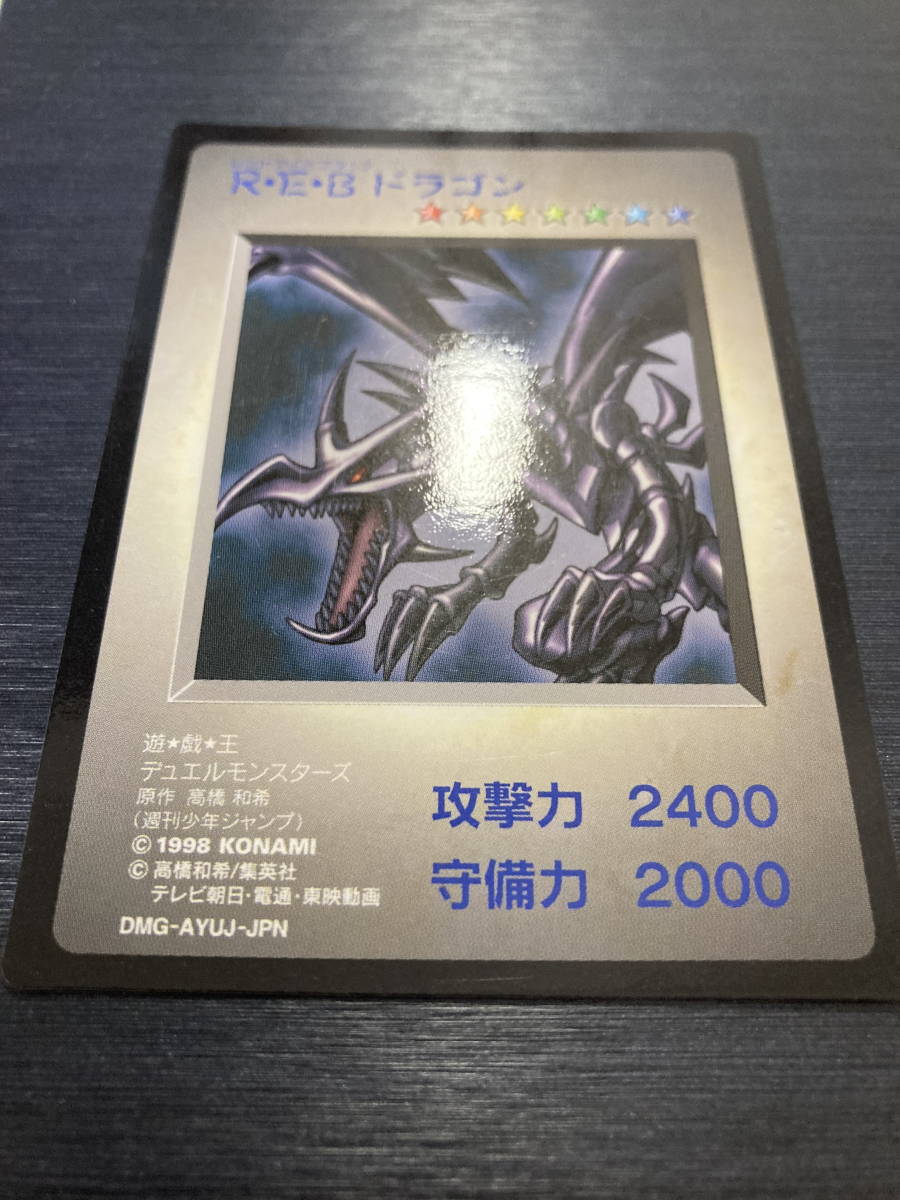 R・E・B ドラゴン
遊★戯★王
デュエルモンスターズ
原作 高橋 和希
(週刊少年ジャンプ)
© 1998 KONAMI
© 高橋和希/集英社
テレビ朝日・電通・東映動画
DMG-AYUJ-JPN
攻撃力 2400
守備力 2000